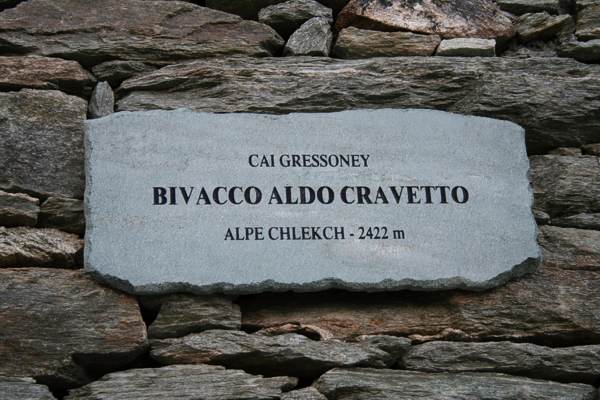 CAI GRESSONEY
BIVACCO ALDO CRAVETTO
ALPE CHLEKCH - 2422 m